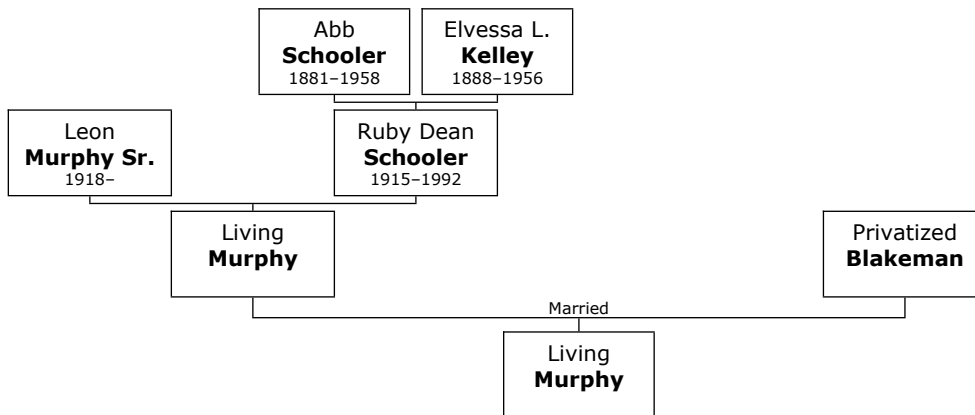 Abb
Schooler
1881–1958
Elvessa L.
Kelley
1888–1956
Leon
Murphy Sr.
1918–
Ruby Dean
Schooler
1915–1992
Living
Murphy
Privatized
Blakeman
Married
Living
Murphy